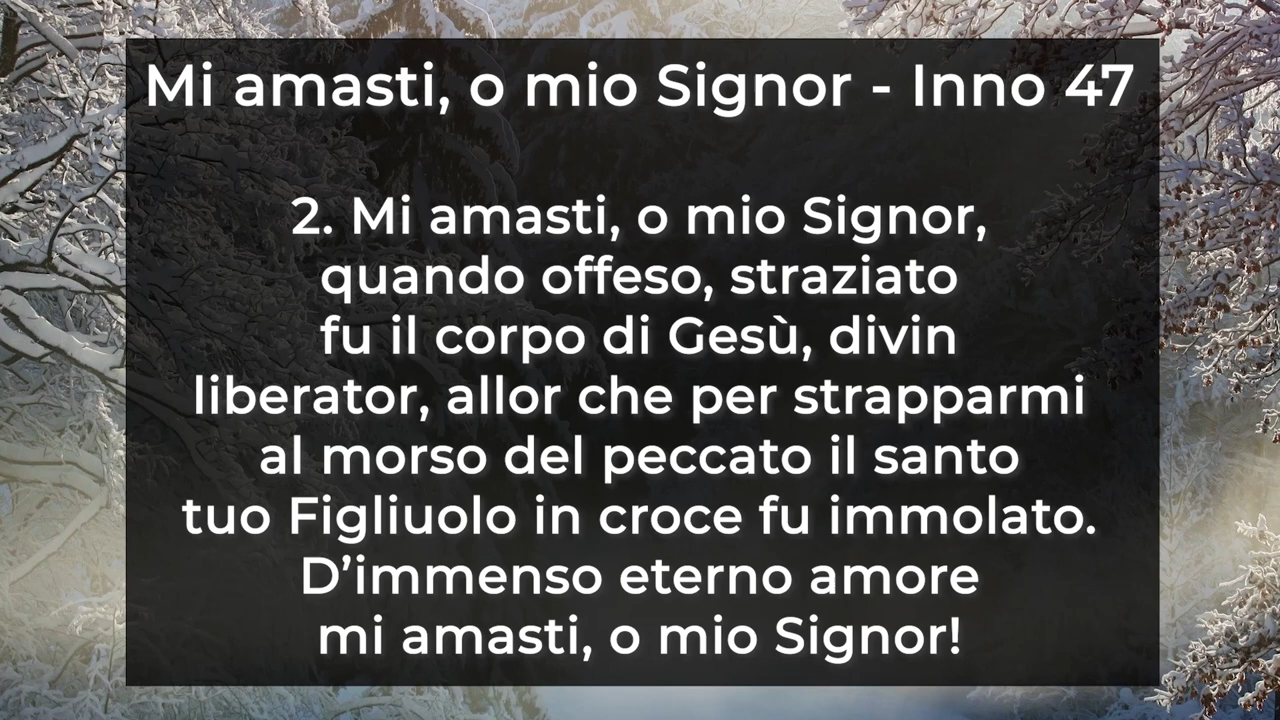 Mi amasti, o mio Signor - Inno 47
2. Mi amasti, o mio Signor,
quando offeso, straziato
fu il corpo di Gesù, divin
liberator, allor che per strapparmi
al morso del peccato il santo
tuo Figliuolo in croce fu immolato.
D’immenso eterno amore
mi amasti, o mio Signor!